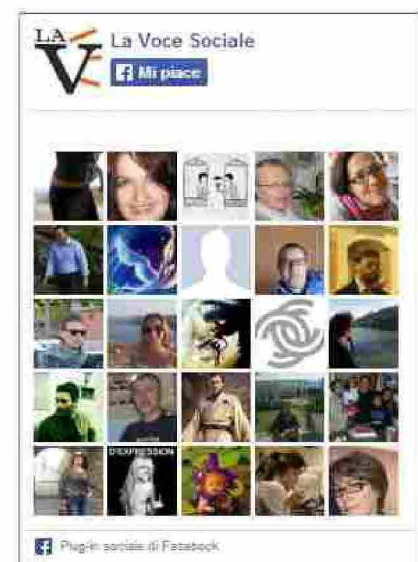 LA
V
La Voce Sociale
Mi piace
D'EXPRESSION
Plug-in sociale di Facebook